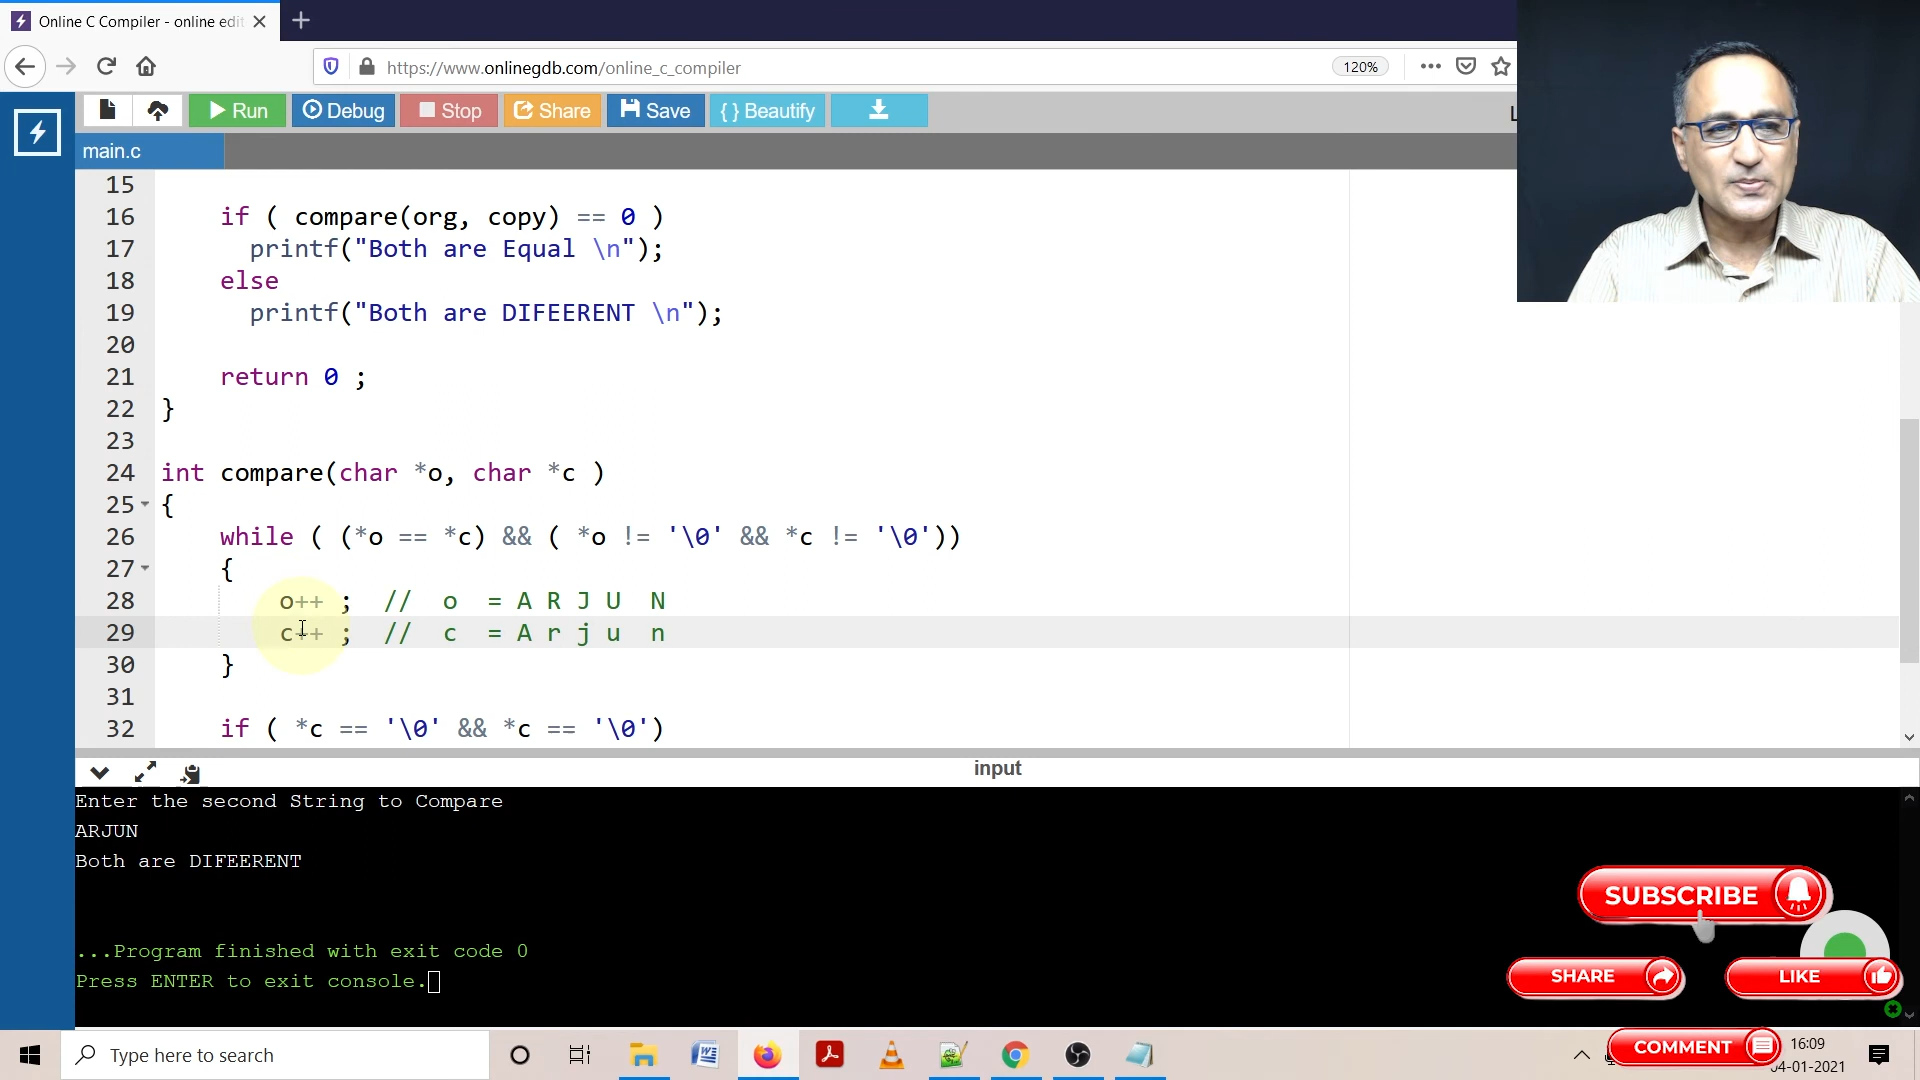 Online C Compiler - online edit
https://www.onlinegdb.com/online_c_compiler
120%
Run
Debug
Stop
Share
Save
{ } Beautify
L
main.c
15
16 if ( compare(org, copy) == 0 )
17 printf("Both are Equal \n");
18 else
19 printf("Both are DIFEERENT \n");
20
21 return 0 ;
22 }
23
24 int compare(char *o, char *c )
25 {
26 while ( (*o == *c) && ( *o != '\0' && *c != '\0'))
27 {
28 o++ ; // o = A R J U N
29 c++ ; // c = A r j u n
30 }
31
32 if ( *c == '\0' && *c == '\0')
input
Enter the second String to Compare
ARJUN
Both are DIFEERENT
...Program finished with exit code 0
Press ENTER to exit console.
SUBSCRIBE
SHARE
LIKE
Type here to search
COMMENT
16:09
04-01-2021